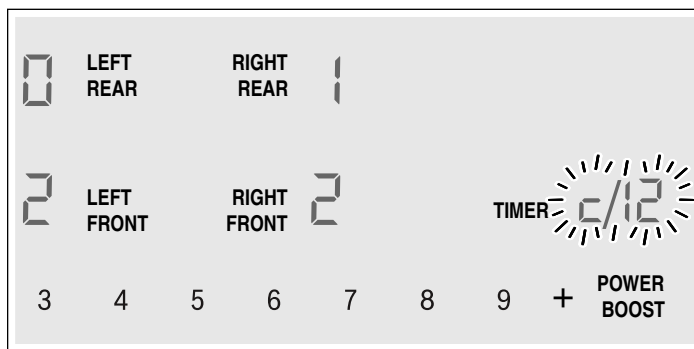 0 LEFT REAR RIGHT REAR 1
2 LEFT FRONT RIGHT FRONT 2 TIMER c/12
3 4 5 6 7 8 9 + POWER BOOST